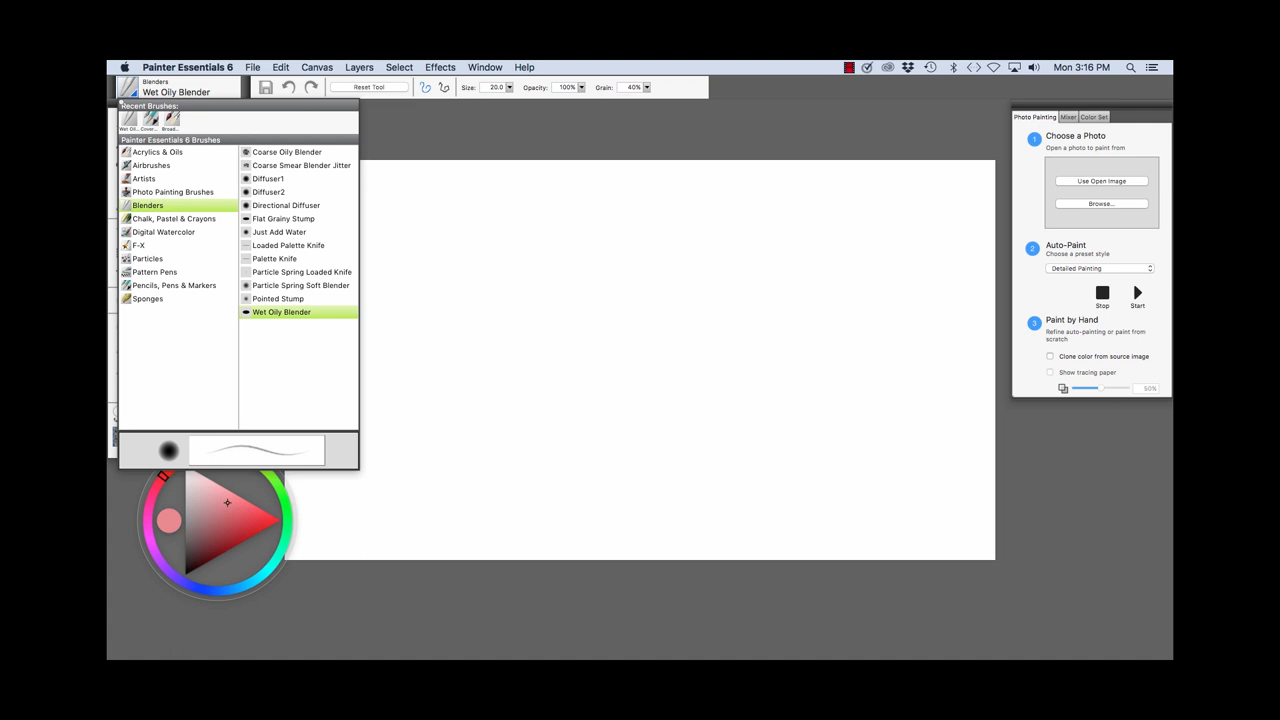 Painter Essentials 6 File Edit Canvas Layers Select Effects Window Help Mon 3:16 PM
Blenders
Wet Oily Blender
Reset Tool Size: 20.0 Opacity: 100% Grain: 40%
Recent Brushes:
Wet Oil... Cover... Broad...
Painter Essentials 6 Brushes
Acrylics & Oils
Airbrushes
Artists
Photo Painting Brushes
Blenders
Chalk, Pastel & Crayons
Digital Watercolor
F-X
Particles
Pattern Pens
Pencils, Pens & Markers
Sponges
Coarse Oily Blender
Coarse Smear Blender Jitter
Diffuser1
Diffuser2
Directional Diffuser
Flat Grainy Stump
Just Add Water
Loaded Palette Knife
Palette Knife
Particle Spring Loaded Knife
Particle Spring Soft Blender
Pointed Stump
Wet Oily Blender
Photo Painting Mixer Color Set
1 Choose a Photo
Open a photo to paint from
Use Open Image
Browse...
2 Auto-Paint
Choose a preset style
Detailed Painting
Stop Start
3 Paint by Hand
Refine auto-painting or paint from
scratch
Clone color from source image
Show tracing paper
50%